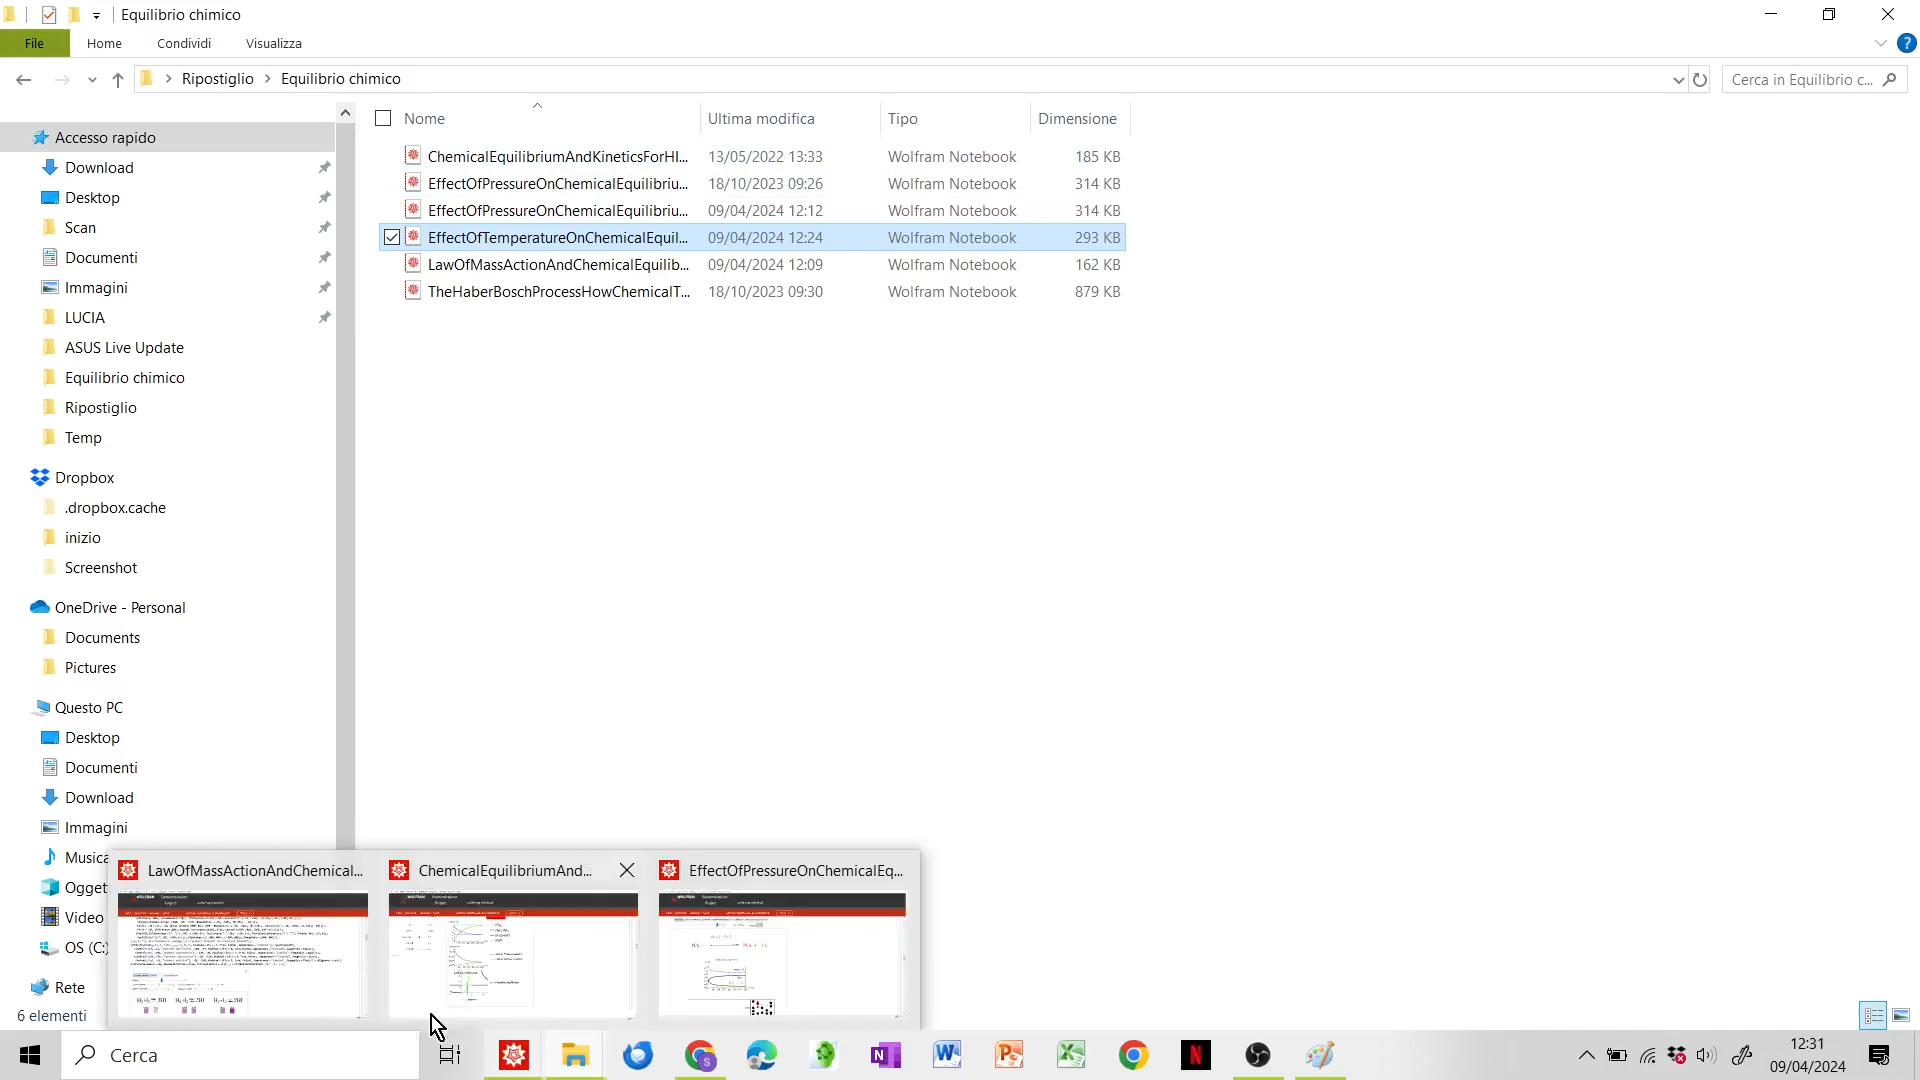 Equilibrio chimico
File Home Condividi Visualizza
Ripostiglio Equilibrio chimico
Cerca in Equilibrio c...
Nome Ultima modifica Tipo Dimensione
ChemicalEquilibriumAndKineticsForHI... 13/05/2022 13:33 Wolfram Notebook 185 KB
EffectOfPressureOnChemicalEquilibriu... 18/10/2023 09:26 Wolfram Notebook 314 KB
EffectOfPressureOnChemicalEquilibriu... 09/04/2024 12:12 Wolfram Notebook 314 KB
EffectOfTemperatureOnChemicalEquil... 09/04/2024 12:24 Wolfram Notebook 293 KB
LawOfMassActionAndChemicalEquilib... 09/04/2024 12:09 Wolfram Notebook 162 KB
TheHaberBoschProcessHowChemicalT... 18/10/2023 09:30 Wolfram Notebook 879 KB
Accesso rapido
Download
Desktop
Scan
Documenti
Immagini
LUCIA
ASUS Live Update
Equilibrio chimico
Ripostiglio
Temp
Dropbox
.dropbox.cache
inizio
Screenshot
OneDrive - Personal
Documents
Pictures
Questo PC
Desktop
Documenti
Download
Immagini
Musica
Ogget
Video
OS (C:)
Rete
6 elementi
LawOfMassActionAndChemical... ChemicalEquilibriumAnd... EffectOfPressureOnChemicalEq...
Cerca
12:31
09/04/2024